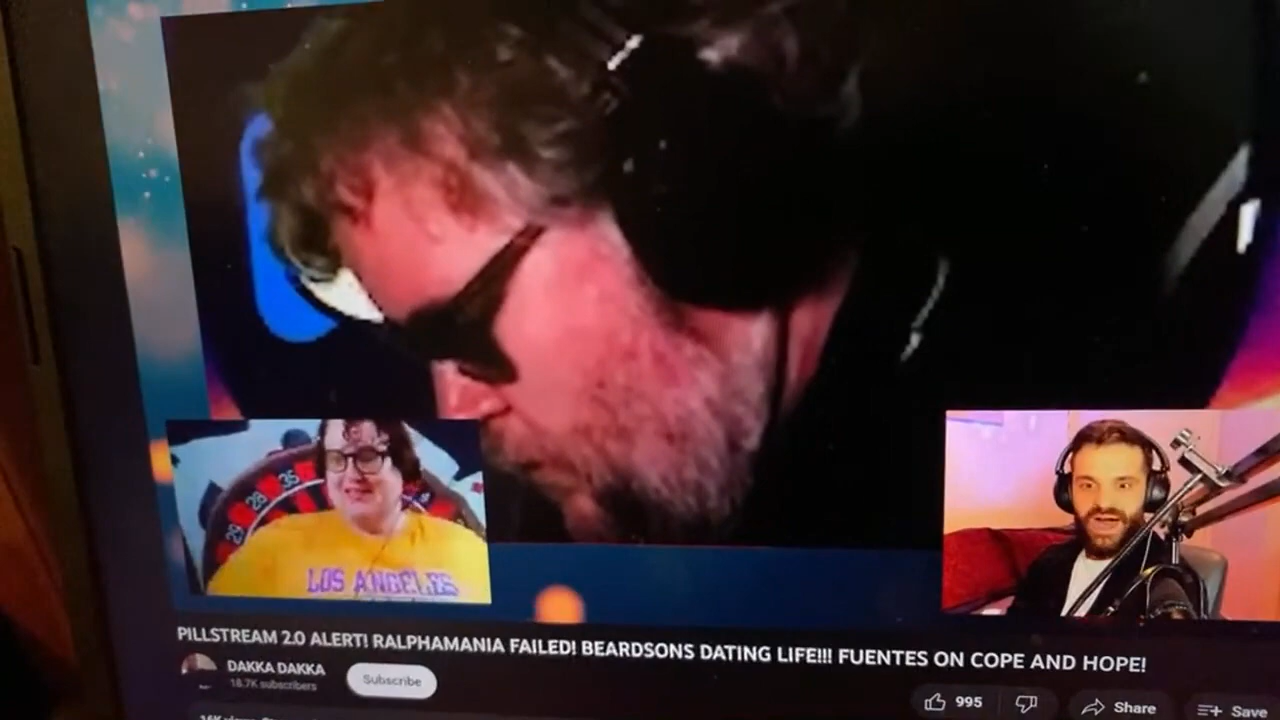 35
28
29
LOS ANGELES
PILLSTREAM 2.0 ALERT! RALPHAMANIA FAILED! BEARDSONS DATING LIFE!!! FUENTES ON COPE AND HOPE!
DAKKA DAKKA
18.7K subscribers
Subscribe
995
Share
Save